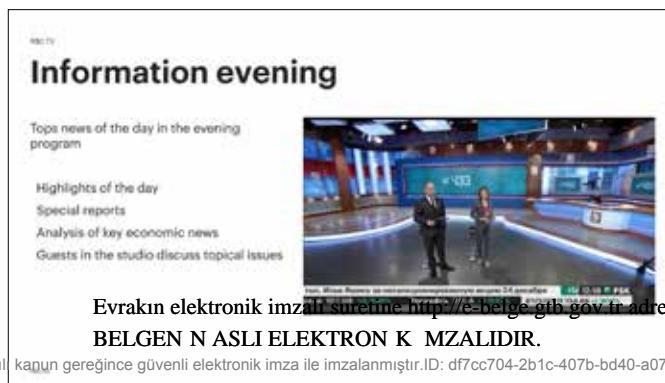 RBC TV
Information evening
Tops news of the day in the evening
program
Highlights of the day
Special reports
Analysis of key economic news
Guests in the studio discuss topical issues
24 декабря
Evrakın elektronik imzalı suretine http://e-belge.gtb.gov.tr adre
BELGEN N ASLI ELEKTRON K MZALIDIR.
kanun gereğince güvenli elektronik imza ile imzalanmıştır.ID: df7cc704-2b1c-407b-bd40-a07